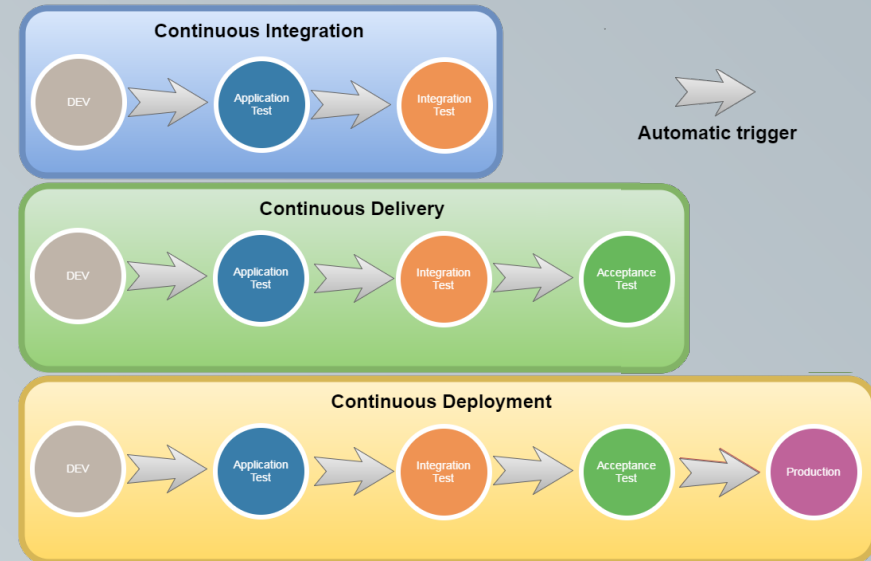 Continuous Integration
DEV
Application
Test
Integration
Test
Automatic trigger
Continuous Delivery
DEV
Application
Test
Integration
Test
Acceptance
Test
Continuous Deployment
DEV
Application
Test
Integration
Test
Acceptance
Test
Production